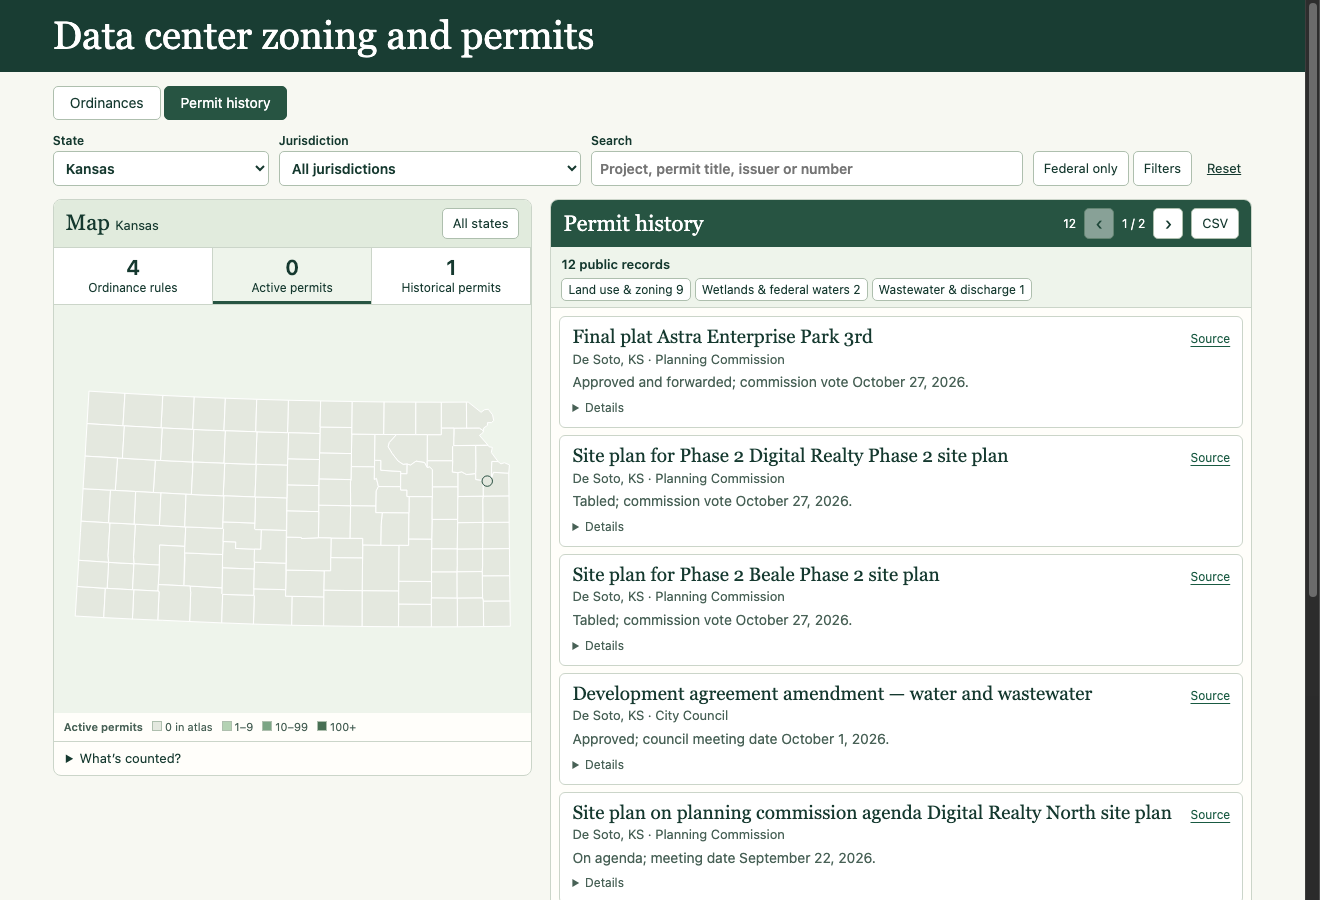 Data center zoning and permits
Ordinances
Permit history
State
Jurisdiction
Search
Kansas
All jurisdictions
Project, permit title, issuer or number
Federal only
Filters
Reset
Map Kansas
All states
4
Ordinance rules
0
Active permits
1
Historical permits
Active permits
0 in atlas
1–9
10–99
100+
What's counted?
Permit history
12
‹
1 / 2
›
CSV
12 public records
Land use & zoning 9
Wetlands & federal waters 2
Wastewater & discharge 1
Final plat Astra Enterprise Park 3rd
Source
De Soto, KS · Planning Commission
Approved and forwarded; commission vote October 27, 2026.
Details
Site plan for Phase 2 Digital Realty Phase 2 site plan
Source
De Soto, KS · Planning Commission
Tabled; commission vote October 27, 2026.
Details
Site plan for Phase 2 Beale Phase 2 site plan
Source
De Soto, KS · Planning Commission
Tabled; commission vote October 27, 2026.
Details
Development agreement amendment — water and wastewater
Source
De Soto, KS · City Council
Approved; council meeting date October 1, 2026.
Details
Site plan on planning commission agenda Digital Realty North site plan
Source
De Soto, KS · Planning Commission
On agenda; meeting date September 22, 2026.
Details